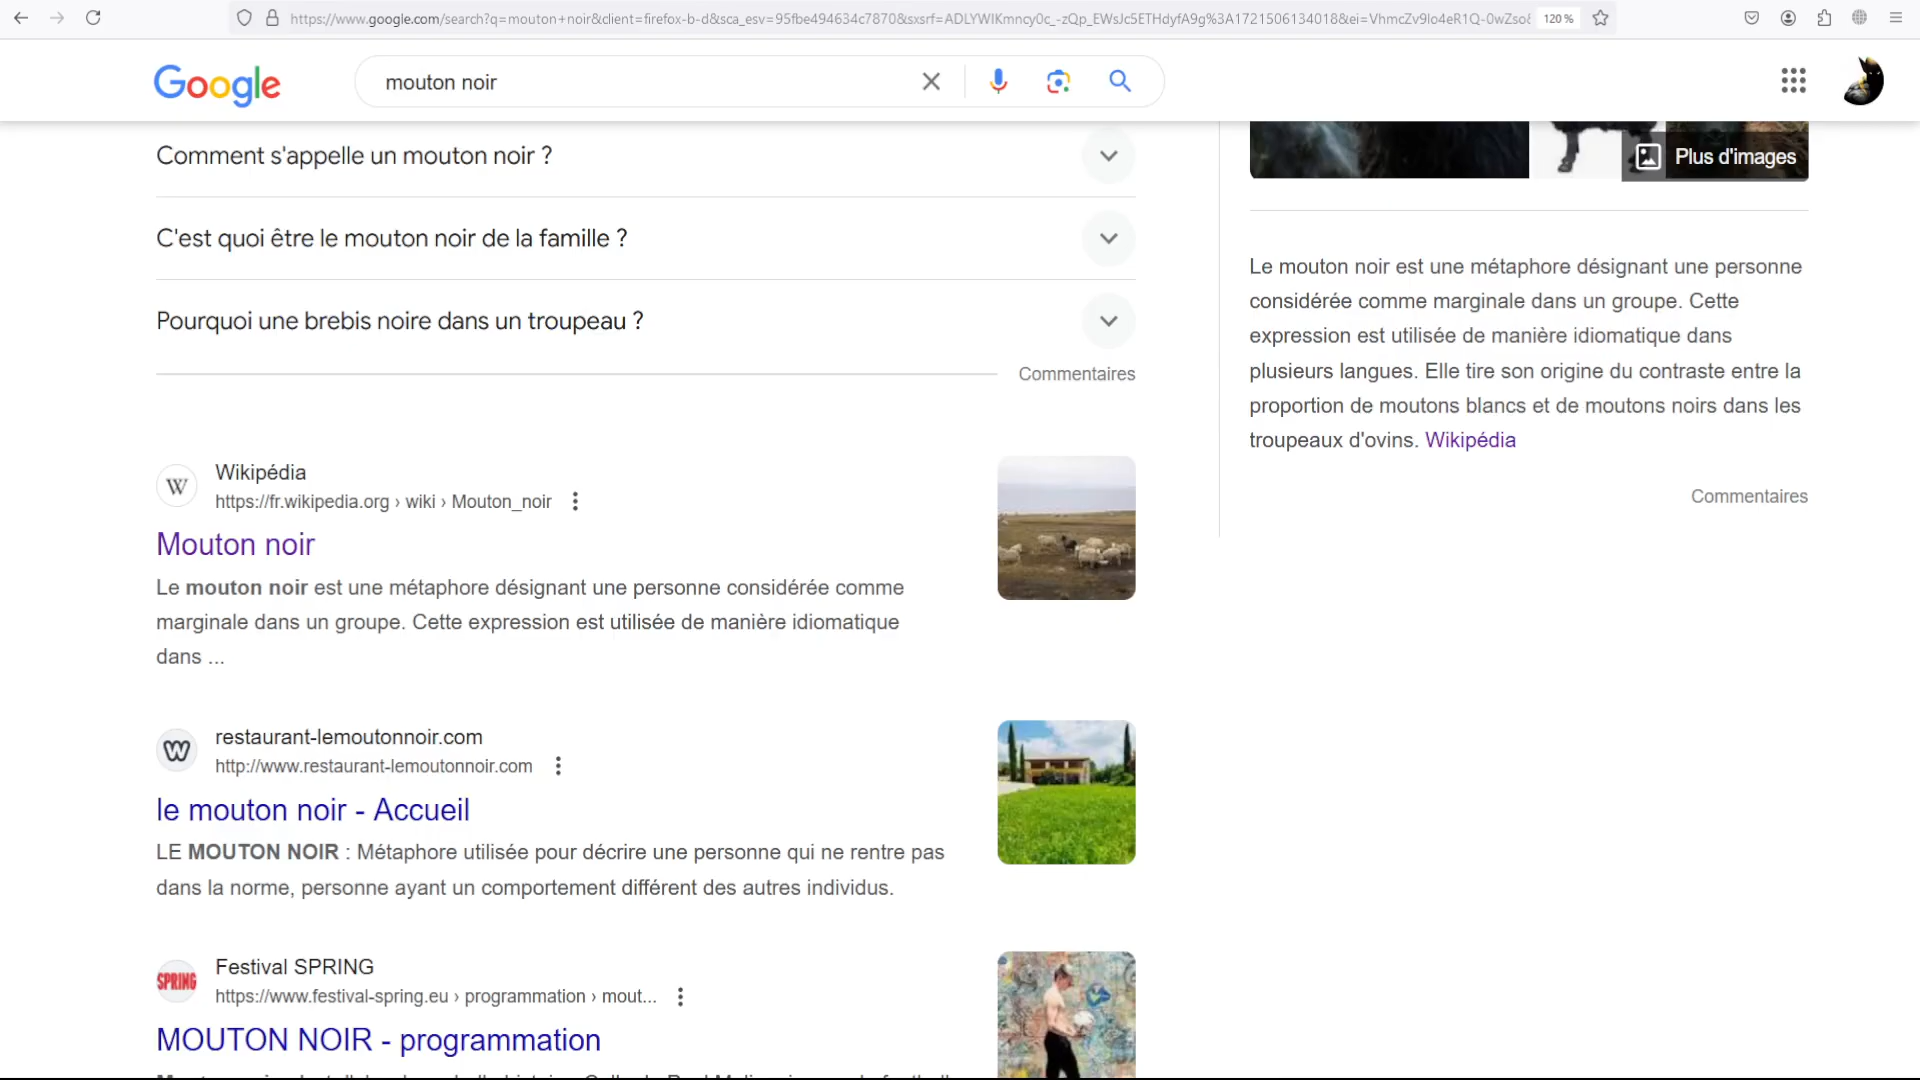 https://www.google.com/search?q=mouton+noir&client=firefox-b-d&sca_esv=95fbe494634c7870&sxsrf=ADLYWIKmncy0c_-zQp_EWsJc5ETHdyfA9g%3A1721506134018&ei=VhmcZv9lo4eR1Q-0wZso8 120 %
Google
mouton noir
Comment s'appelle un mouton noir ?
C'est quoi être le mouton noir de la famille ?
Pourquoi une brebis noire dans un troupeau ?
Commentaires
Wikipédia
https://fr.wikipedia.org › wiki › Mouton_noir
Mouton noir
Le mouton noir est une métaphore désignant une personne considérée comme
marginale dans un groupe. Cette expression est utilisée de manière idiomatique
dans ...
restaurant-lemoutonnoir.com
http://www.restaurant-lemoutonnoir.com
le mouton noir - Accueil
LE MOUTON NOIR : Métaphore utilisée pour décrire une personne qui ne rentre pas
dans la norme, personne ayant un comportement différent des autres individus.
SPRING
Festival SPRING
https://www.festival-spring.eu › programmation › mout...
MOUTON NOIR - programmation
Plus d'images
Le mouton noir est une métaphore désignant une personne
considérée comme marginale dans un groupe. Cette
expression est utilisée de manière idiomatique dans
plusieurs langues. Elle tire son origine du contraste entre la
proportion de moutons blancs et de moutons noirs dans les
troupeaux d'ovins. Wikipédia
Commentaires